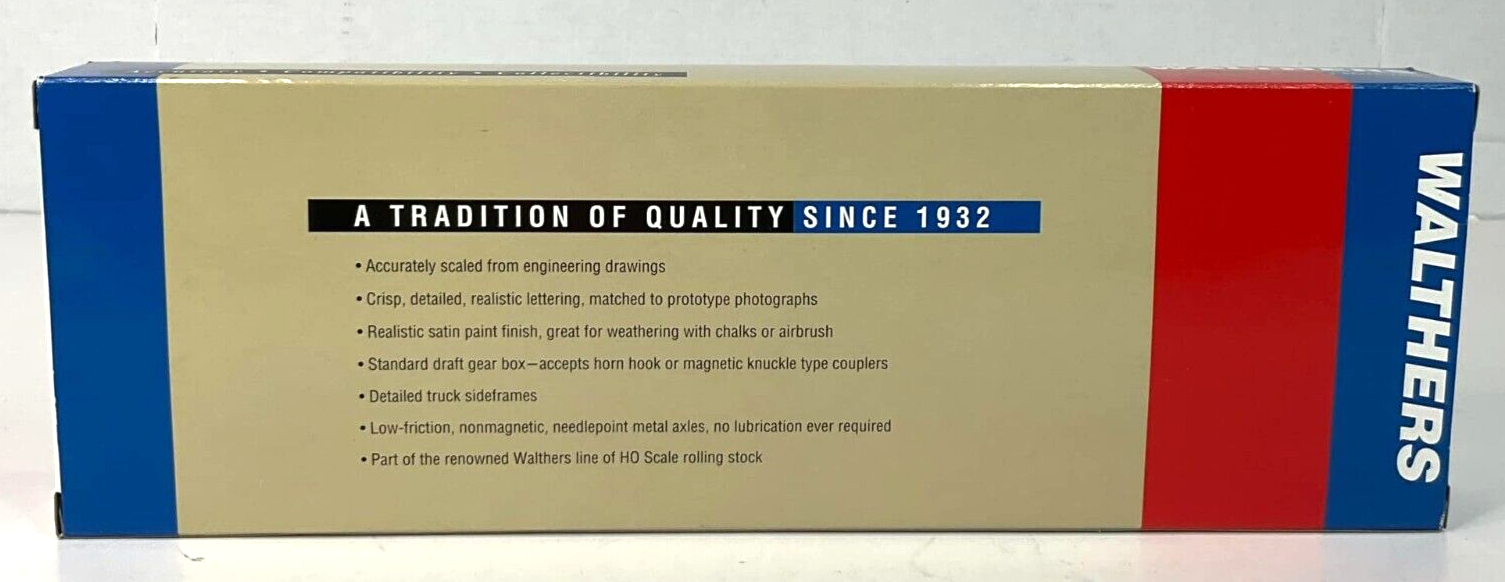 Compatibility • Collectibility
A TRADITION OF QUALITY SINCE 1932
• Accurately scaled from engineering drawings
• Crisp, detailed, realistic lettering, matched to prototype photographs
• Realistic satin paint finish, great for weathering with chalks or airbrush
• Standard draft gear box—accepts horn hook or magnetic knuckle type couplers
• Detailed truck sideframes
• Low-friction, nonmagnetic, needlepoint metal axles, no lubrication ever required
• Part of the renowned Walthers line of HO Scale rolling stock
WALTHERS